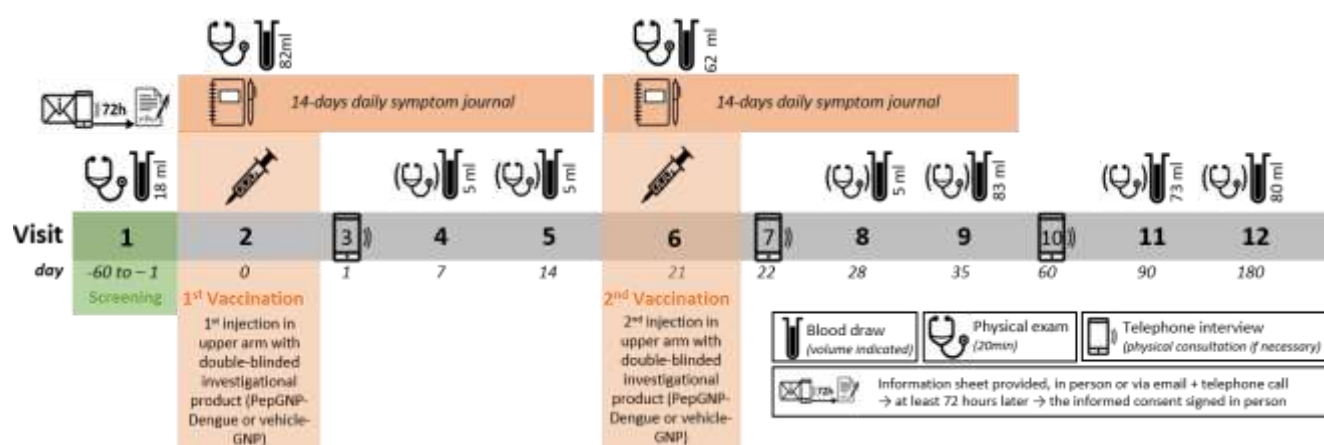 82ml
62 ml
72h
14-days daily symptom journal
14-days daily symptom journal
18 ml
5 ml
5 ml
5 ml
83 ml
73 ml
80 ml
Visit 1 2 3 4 5 6 7 8 9 10 11 12
day -60 to – 1 0 1 7 14 21 22 28 35 60 90 180
Screening
1st Vaccination
1st injection in
upper arm with
double-blinded
investigational
product (PepGNP-
Dengue or vehicle-
GNP)
2nd Vaccination
2nd injection in
upper arm with
double-blinded
investigational
product (PepGNP-
Dengue or vehicle-
GNP)
Blood draw
(volume indicated)
Physical exam
(20min)
Telephone interview
(physical consultation if necessary)
72h
Information sheet provided, in person or via email + telephone call
→ at least 72 hours later → the informed consent signed in person